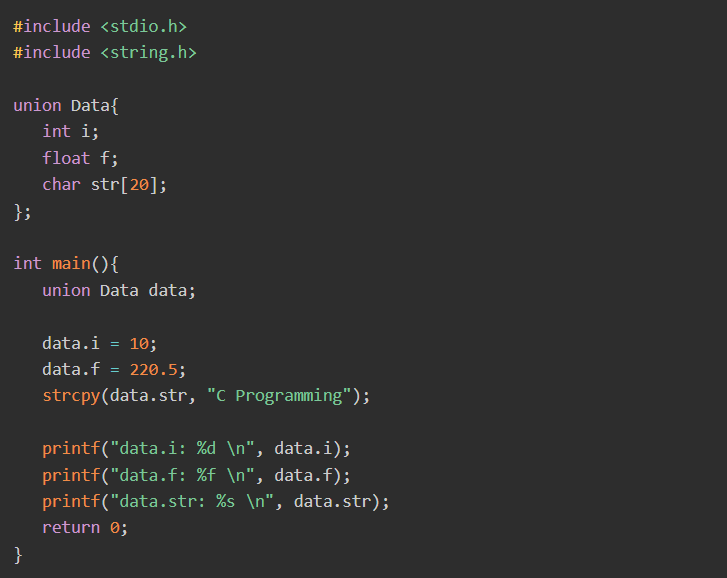 #include <stdio.h>
#include <string.h>

union Data{
   int i;
   float f;
   char str[20];
};

int main(){
   union Data data;

   data.i = 10;
   data.f = 220.5;
   strcpy(data.str, "C Programming");

   printf("data.i: %d \n", data.i);
   printf("data.f: %f \n", data.f);
   printf("data.str: %s \n", data.str);
   return 0;
}